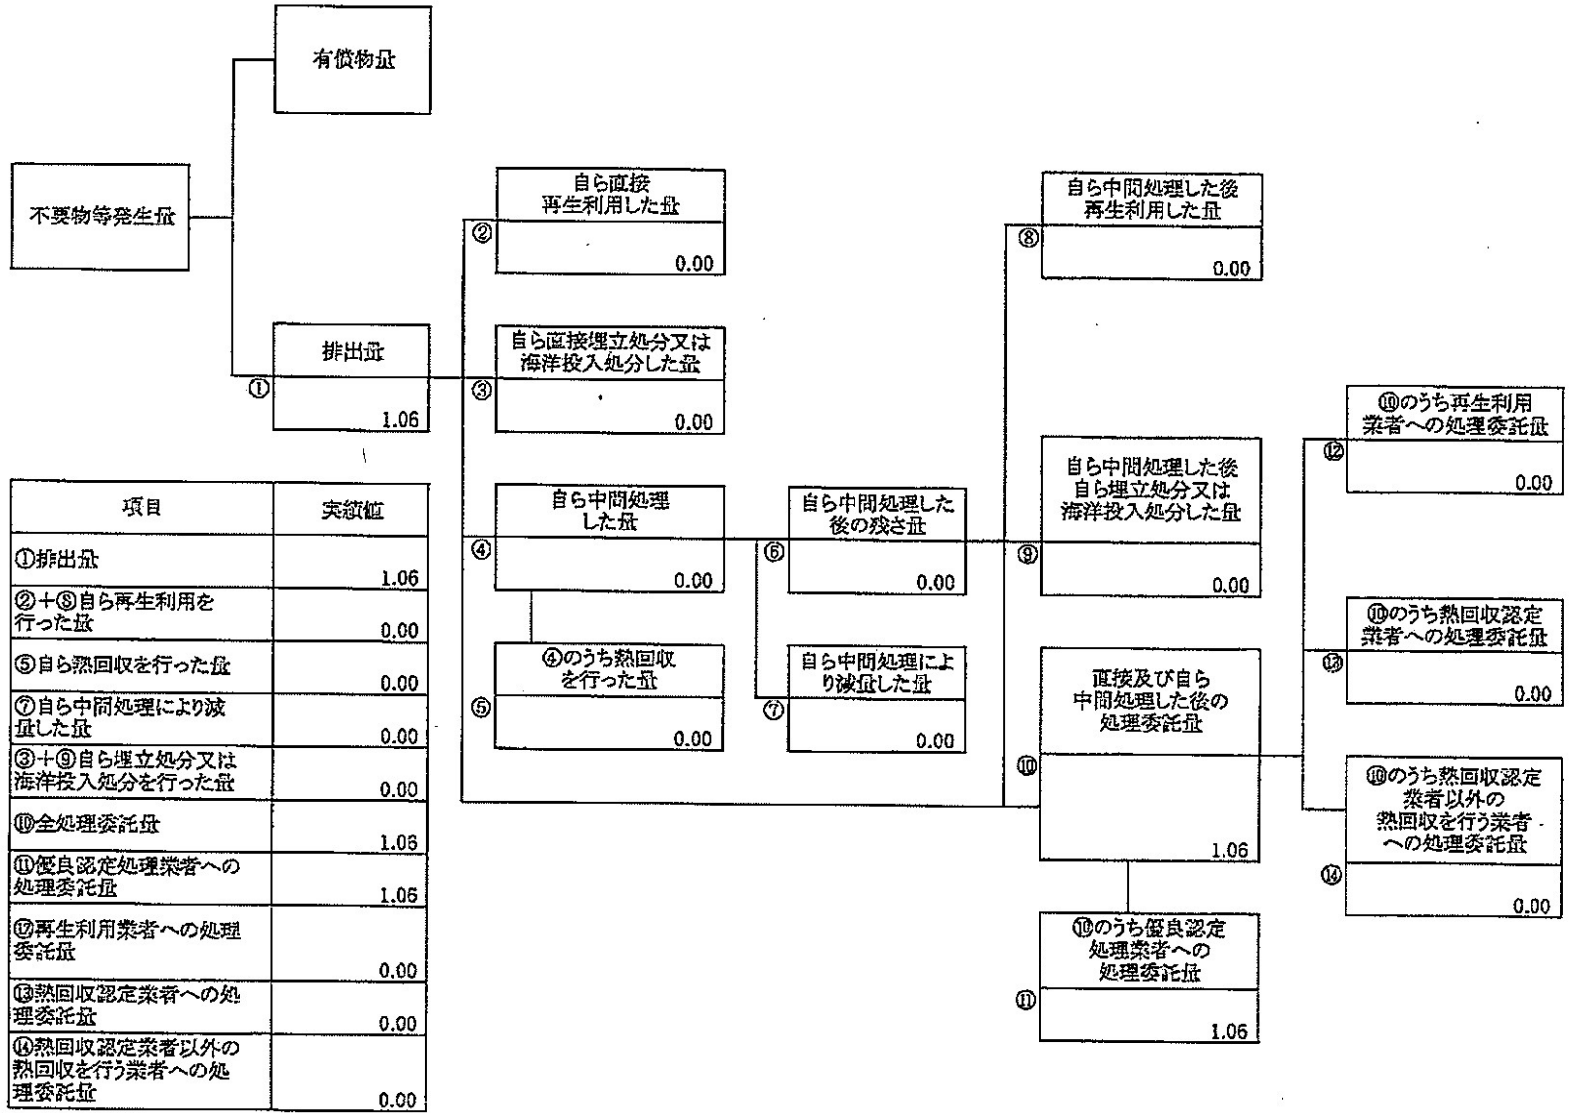 有償物量
不要物等発生量
排出量
①
1.06
自ら直接
再生利用した量
②
0.00
自ら直接埋立処分又は
海洋投入処分した量
③
0.00
自ら中間処理
した量
④
0.00
④のうち熱回収
を行った量
⑤
0.00
自ら中間処理した
後の残さ量
⑥
0.00
自ら中間処理によ
り減量した量
⑦
0.00
自ら中間処理した後
再生利用した量
⑧
0.00
自ら中間処理した後
自ら埋立処分又は
海洋投入処分した量
⑨
0.00
直接及び自ら
中間処理した後の
処理委託量
⑩
1.06
⑩のうち優良認定
処理業者への
処理委託量
⑪
1.06
⑩のうち再生利用
業者への処理委託量
⑫
0.00
⑩のうち熱回収認定
業者への処理委託量
⑬
0.00
⑩のうち熱回収認定
業者以外の
熱回収を行う業者
への処理委託量
⑭
0.00
項目 実績値
①排出量
1.06
②+⑧自ら再生利用を
行った量
0.00
⑤自ら熱回収を行った量
0.00
⑦自ら中間処理により減
量した量
0.00
③+⑨自ら埋立処分又は
海洋投入処分を行った量
0.00
⑩全処理委託量
1.06
⑪優良認定処理業者への
処理委託量
1.06
⑫再生利用業者への処理
委託量
0.00
⑬熱回収認定業者への処
理委託量
0.00
⑭熱回収認定業者以外の
熱回収を行う業者への処
理委託量
0.00